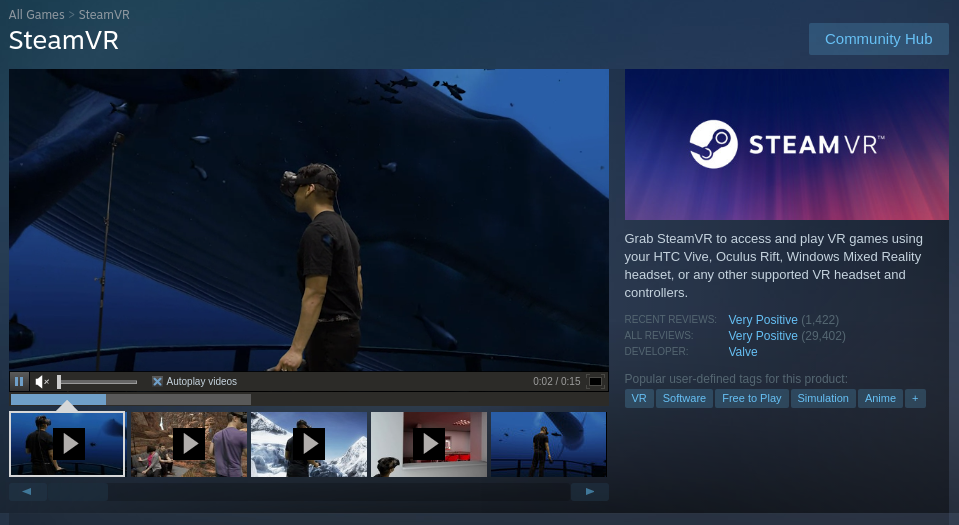 All Games > SteamVR
SteamVR
Community Hub
STEAMVR™
Grab SteamVR to access and play VR games using
your HTC Vive, Oculus Rift, Windows Mixed Reality
headset, or any other supported VR headset and
controllers.
RECENT REVIEWS: Very Positive (1,422)
ALL REVIEWS: Very Positive (29,402)
DEVELOPER: Valve
Popular user-defined tags for this product:
VR Software Free to Play Simulation Anime +
Autoplay videos 0:02 / 0:15